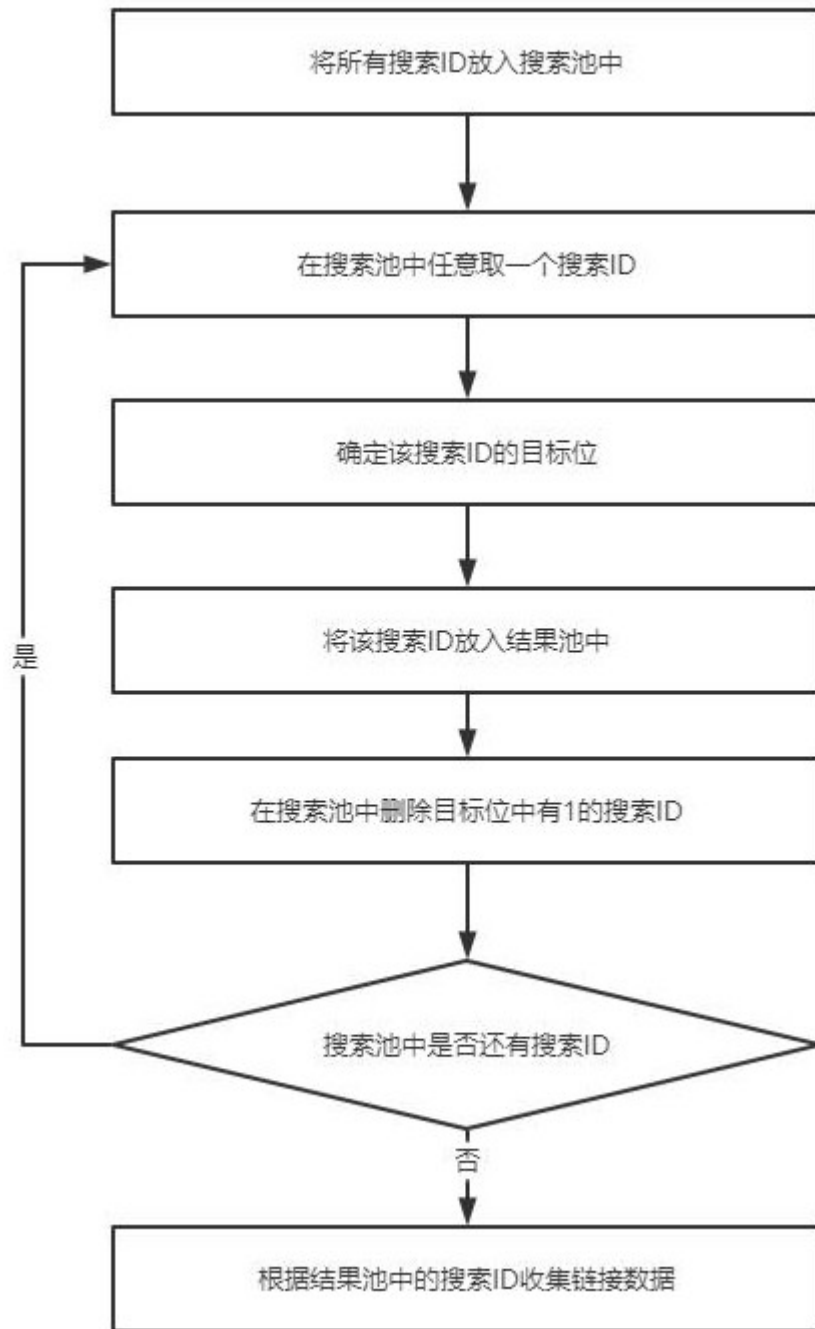 将所有搜索ID放入搜索池中
在搜索池中任意取一个搜索ID
确定该搜索ID的目标位
将该搜索ID放入结果池中
是
在搜索池中删除目标位中有1的搜索ID
搜索池中是否还有搜索ID
否
根据结果池中的搜索ID收集链接数据